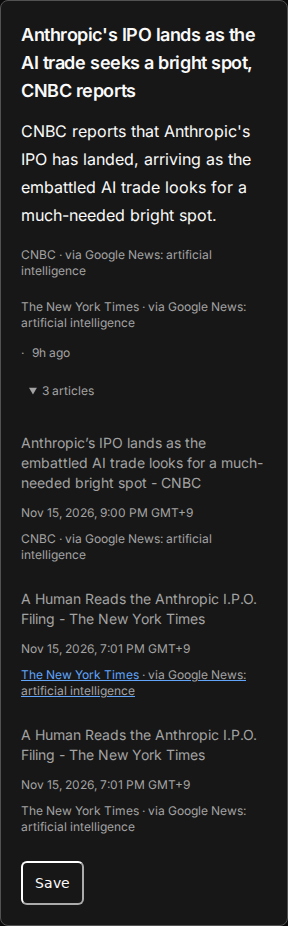 Anthropic's IPO lands as the
AI trade seeks a bright spot,
CNBC reports
CNBC reports that Anthropic's
IPO has landed, arriving as the
embattled AI trade looks for a
much-needed bright spot.
CNBC · via Google News: artificial
intelligence
The New York Times · via Google News:
artificial intelligence
· 9h ago
▼ 3 articles
Anthropic’s IPO lands as the
embattled AI trade looks for a much-
needed bright spot - CNBC
Nov 15, 2026, 9:00 PM GMT+9
CNBC · via Google News: artificial
intelligence
A Human Reads the Anthropic I.P.O.
Filing - The New York Times
Nov 15, 2026, 7:01 PM GMT+9
The New York Times · via Google News:
artificial intelligence
A Human Reads the Anthropic I.P.O.
Filing - The New York Times
Nov 15, 2026, 7:01 PM GMT+9
The New York Times · via Google News:
artificial intelligence
Save